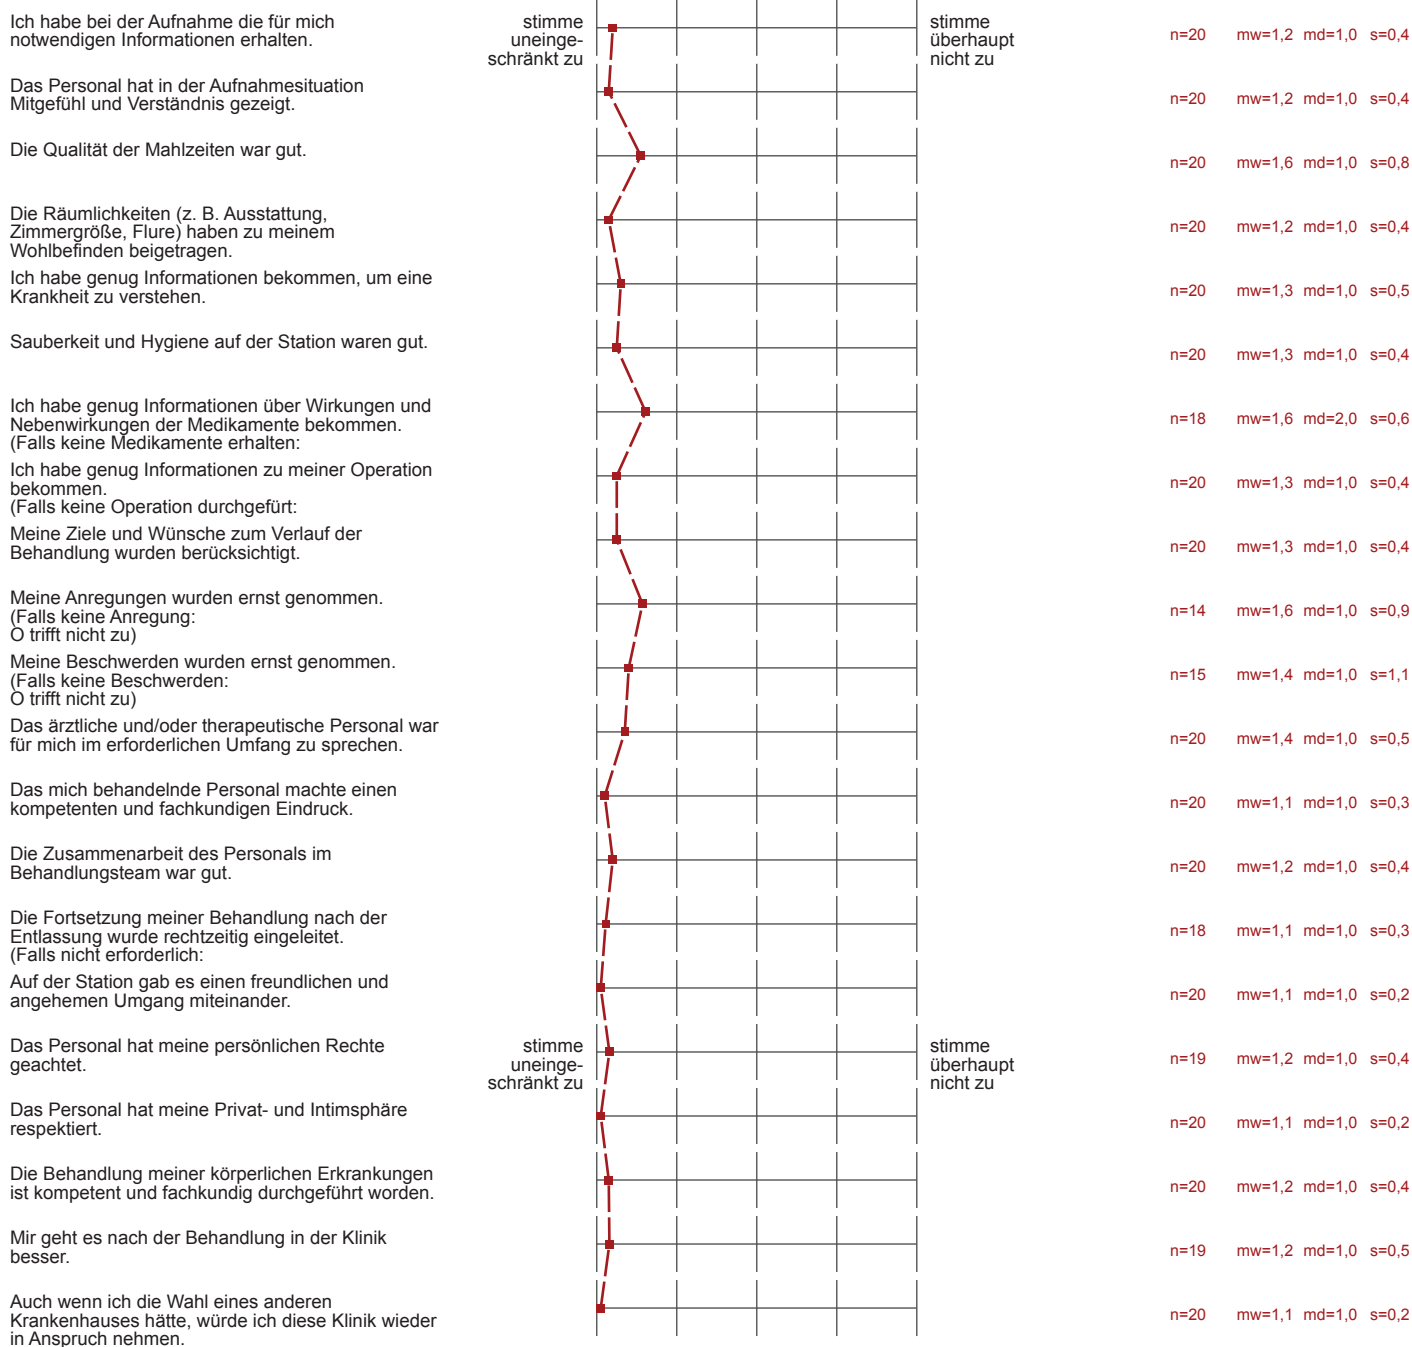 Ich habe bei der Aufnahme die für mich
notwendigen Informationen erhalten.
stimme
uneinge-
schränkt zu
stimme
überhaupt
nicht zu
n=20 mw=1,2 md=1,0 s=0,4
Das Personal hat in der Aufnahmesituation
Mitgefühl und Verständnis gezeigt.
n=20 mw=1,2 md=1,0 s=0,4
Die Qualität der Mahlzeiten war gut.
n=20 mw=1,6 md=1,0 s=0,8
Die Räumlichkeiten (z. B. Ausstattung,
Zimmergröße, Flure) haben zu meinem
Wohlbefinden beigetragen.
n=20 mw=1,2 md=1,0 s=0,4
Ich habe genug Informationen bekommen, um eine
Krankheit zu verstehen.
n=20 mw=1,3 md=1,0 s=0,5
Sauberkeit und Hygiene auf der Station waren gut.
n=20 mw=1,3 md=1,0 s=0,4
Ich habe genug Informationen über Wirkungen und
Nebenwirkungen der Medikamente bekommen.
(Falls keine Medikamente erhalten:
n=18 mw=1,6 md=2,0 s=0,6
Ich habe genug Informationen zu meiner Operation
bekommen.
(Falls keine Operation durchgefürt:
n=20 mw=1,3 md=1,0 s=0,4
Meine Ziele und Wünsche zum Verlauf der
Behandlung wurden berücksichtigt.
n=20 mw=1,3 md=1,0 s=0,4
Meine Anregungen wurden ernst genommen.
(Falls keine Anregung:
O trifft nicht zu)
n=14 mw=1,6 md=1,0 s=0,9
Meine Beschwerden wurden ernst genommen.
(Falls keine Beschwerden:
O trifft nicht zu)
n=15 mw=1,4 md=1,0 s=1,1
Das ärztliche und/oder therapeutische Personal war
für mich im erforderlichen Umfang zu sprechen.
n=20 mw=1,4 md=1,0 s=0,5
Das mich behandelnde Personal machte einen
kompetenten und fachkundigen Eindruck.
n=20 mw=1,1 md=1,0 s=0,3
Die Zusammenarbeit des Personals im
Behandlungsteam war gut.
n=20 mw=1,2 md=1,0 s=0,4
Die Fortsetzung meiner Behandlung nach der
Entlassung wurde rechtzeitig eingeleitet.
(Falls nicht erforderlich:
n=18 mw=1,1 md=1,0 s=0,3
Auf der Station gab es einen freundlichen und
angehemen Umgang miteinander.
n=20 mw=1,1 md=1,0 s=0,2
Das Personal hat meine persönlichen Rechte
geachtet.
stimme
uneinge-
schränkt zu
stimme
überhaupt
nicht zu
n=19 mw=1,2 md=1,0 s=0,4
Das Personal hat meine Privat- und Intimsphäre
respektiert.
n=20 mw=1,1 md=1,0 s=0,2
Die Behandlung meiner körperlichen Erkrankungen
ist kompetent und fachkundig durchgeführt worden.
n=20 mw=1,2 md=1,0 s=0,4
Mir geht es nach der Behandlung in der Klinik
besser.
n=19 mw=1,2 md=1,0 s=0,5
Auch wenn ich die Wahl eines anderen
Krankenhauses hätte, würde ich diese Klinik wieder
in Anspruch nehmen.
n=20 mw=1,1 md=1,0 s=0,2